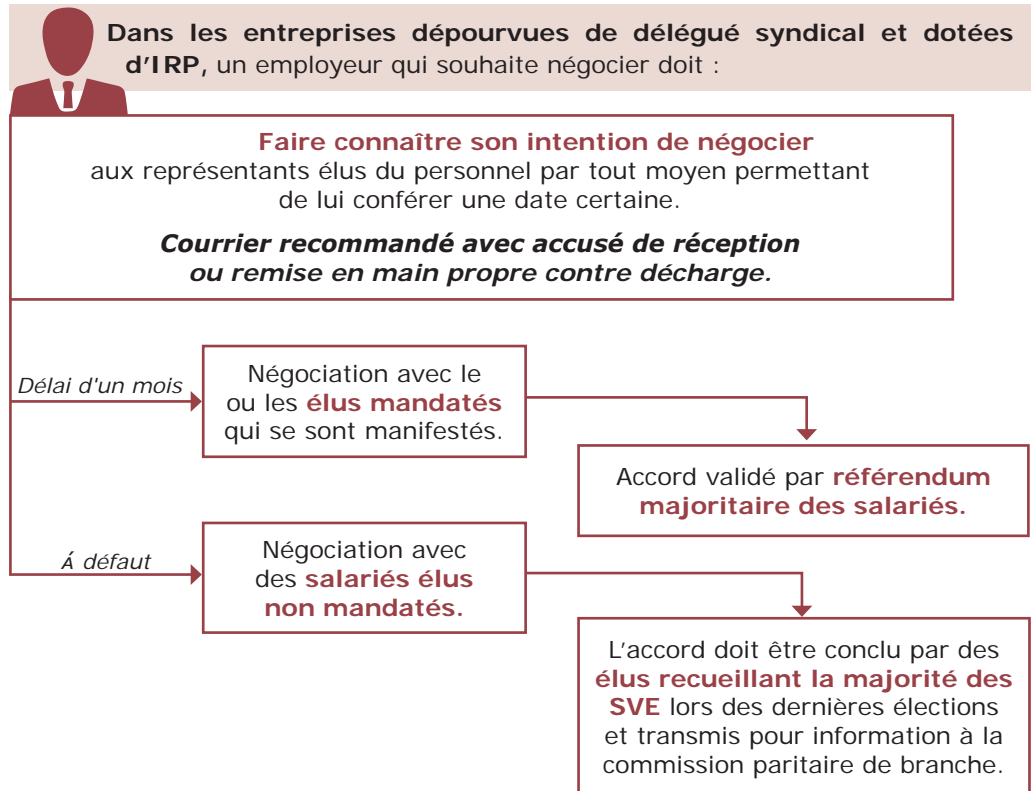 Dans les entreprises dépourvues de délégué syndical et dotées
d'IRP, un employeur qui souhaite négocier doit :
Faire connaître son intention de négocier
aux représentants élus du personnel par tout moyen permettant
de lui conférer une date certaine.
Courrier recommandé avec accusé de réception
ou remise en main propre contre décharge.
Délai d'un mois
Négociation avec le
ou les élus mandatés
qui se sont manifestés.
Accord validé par référendum
majoritaire des salariés.
Á défaut
Négociation avec
des salariés élus
non mandatés.
L'accord doit être conclu par des
élus recueillant la majorité des
SVE lors des dernières élections
et transmis pour information à la
commission paritaire de branche.